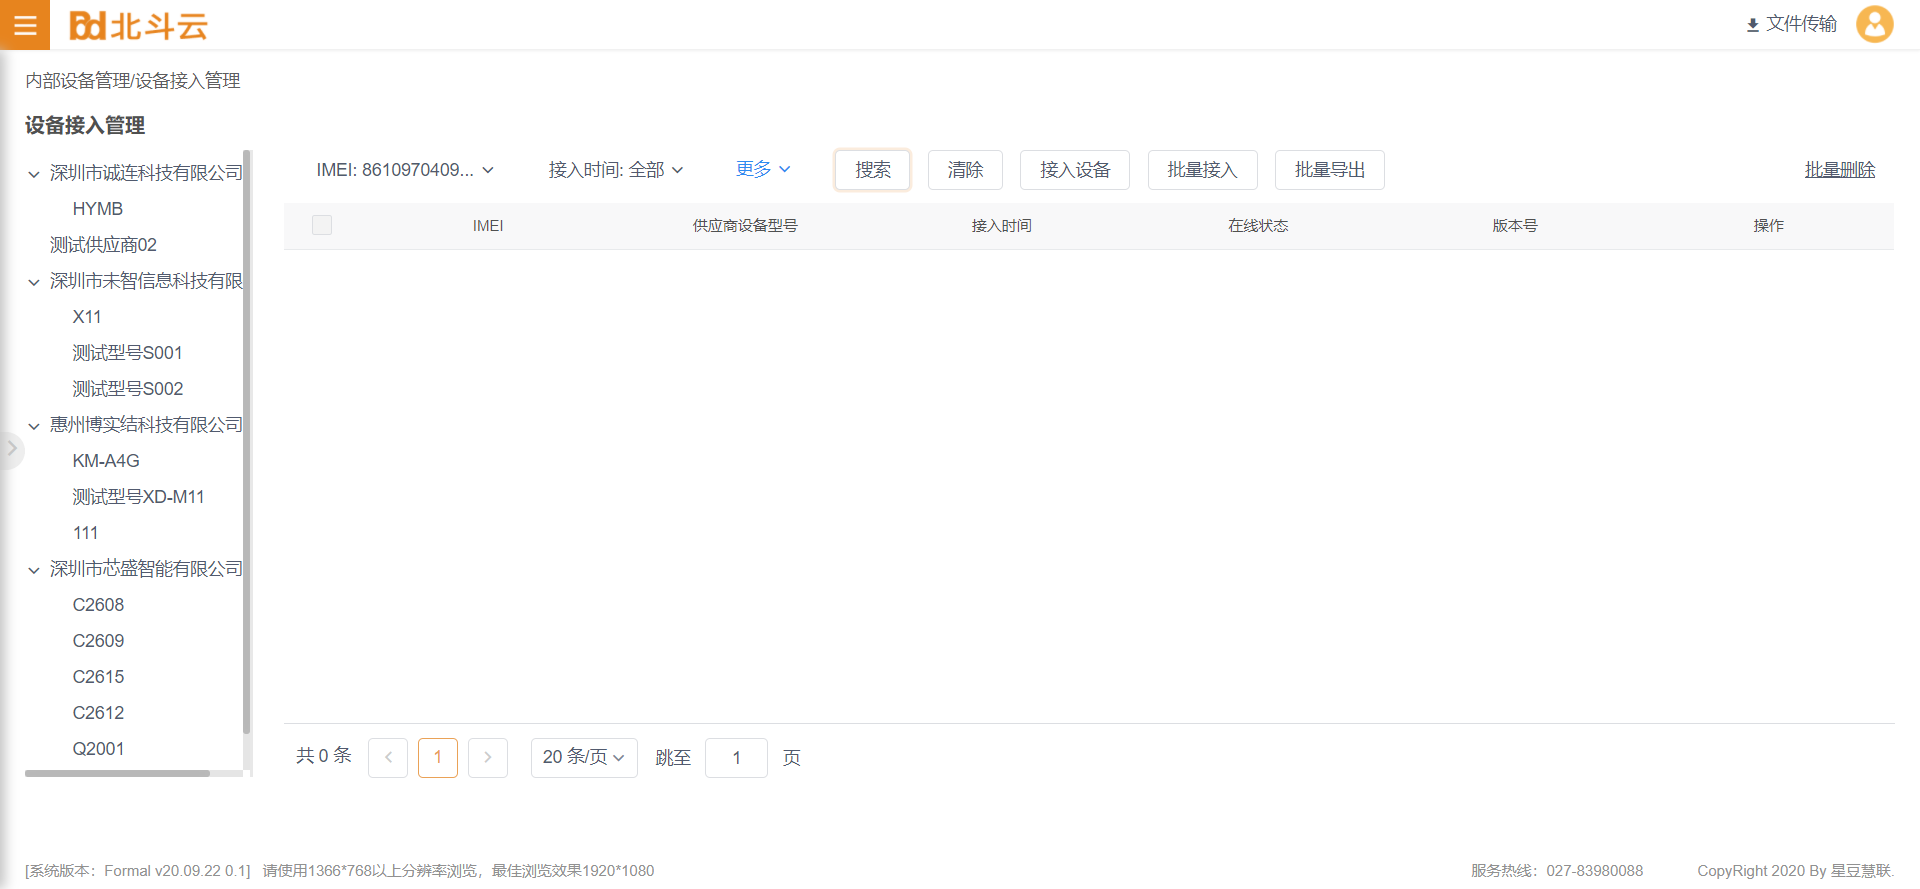 北斗云
文件传输
内部设备管理/设备接入管理
设备接入管理
深圳市诚连科技有限公司
HYMB
测试供应商02
深圳市未智信息科技有限
X11
测试型号S001
测试型号S002
惠州博实结科技有限公司
KM-A4G
测试型号XD-M11
111
深圳市芯盛智能有限公司
C2608
C2609
C2615
C2612
Q2001
IMEI: 8610970409... 接入时间: 全部 更多 搜索 清除 接入设备 批量接入 批量导出 批量删除
IMEI 供应商设备型号 接入时间 在线状态 版本号 操作
共 0 条 1 20 条/页 跳至 1 页
[系统版本：Formal v20.09.22 0.1] 请使用1366*768以上分辨率浏览，最佳浏览效果1920*1080 服务热线：027-83980088 CopyRight 2020 By 星豆慧联.